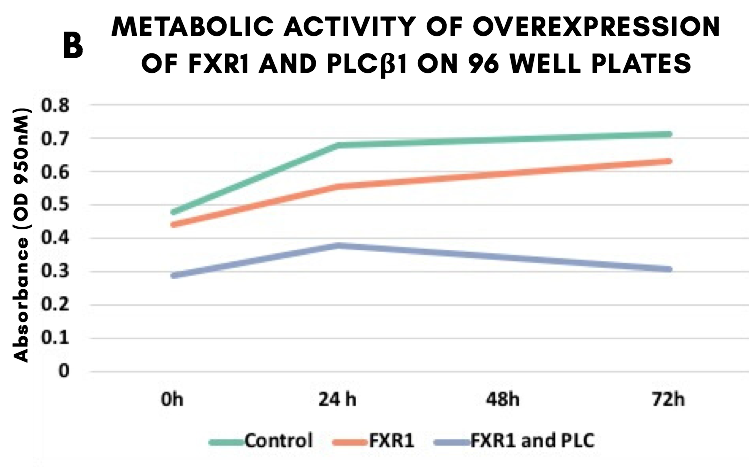 B
METABOLIC ACTIVITY OF OVEREXPRESSION
OF FXR1 AND PLCβ1 ON 96 WELL PLATES
Absorbance (OD 950nM)
0.8
0.7
0.6
0.5
0.4
0.3
0.2
0.1
0
0h 24 h 48h 72h
Control FXR1 FXR1 and PLC